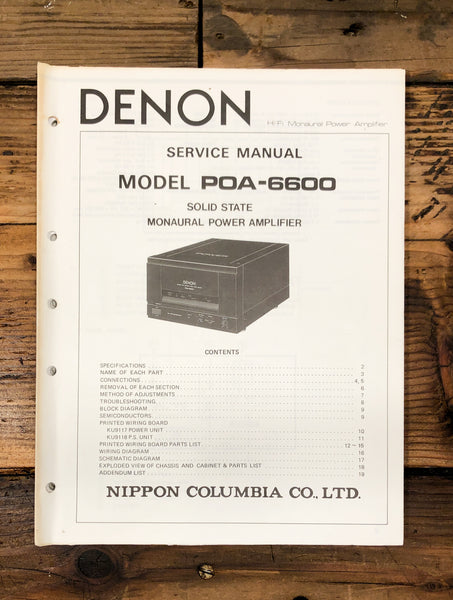 DENON
Hi-Fi Monaural Power Amplifier
SERVICE MANUAL
MODEL POA-6600
SOLID STATE
MONAURAL POWER AMPLIFIER
POWER
DENON
CONTENTS
SPECIFICATIONS 2
NAME OF EACH PART 3
CONNECTIONS 4, 5
REMOVAL OF EACH SECTION 6
METHOD OF ADJUSTMENTS 7
TROUBLESHOOTING 8
BLOCK DIAGRAM 9
SEMICONDUCTORS 9
PRINTED WIRING BOARD
KU9117 POWER UNIT 10
KU9118 P.S. UNIT 11
PRINTED WIRING BOARD PARTS LIST 12 ~ 15
WIRING DIAGRAM 16
SCHEMATIC DIAGRAM 17
EXPLODED VIEW OF CHASSIS AND CABINET & PARTS LIST 18
ADDENDUM LIST 19
NIPPON COLUMBIA CO., LTD.